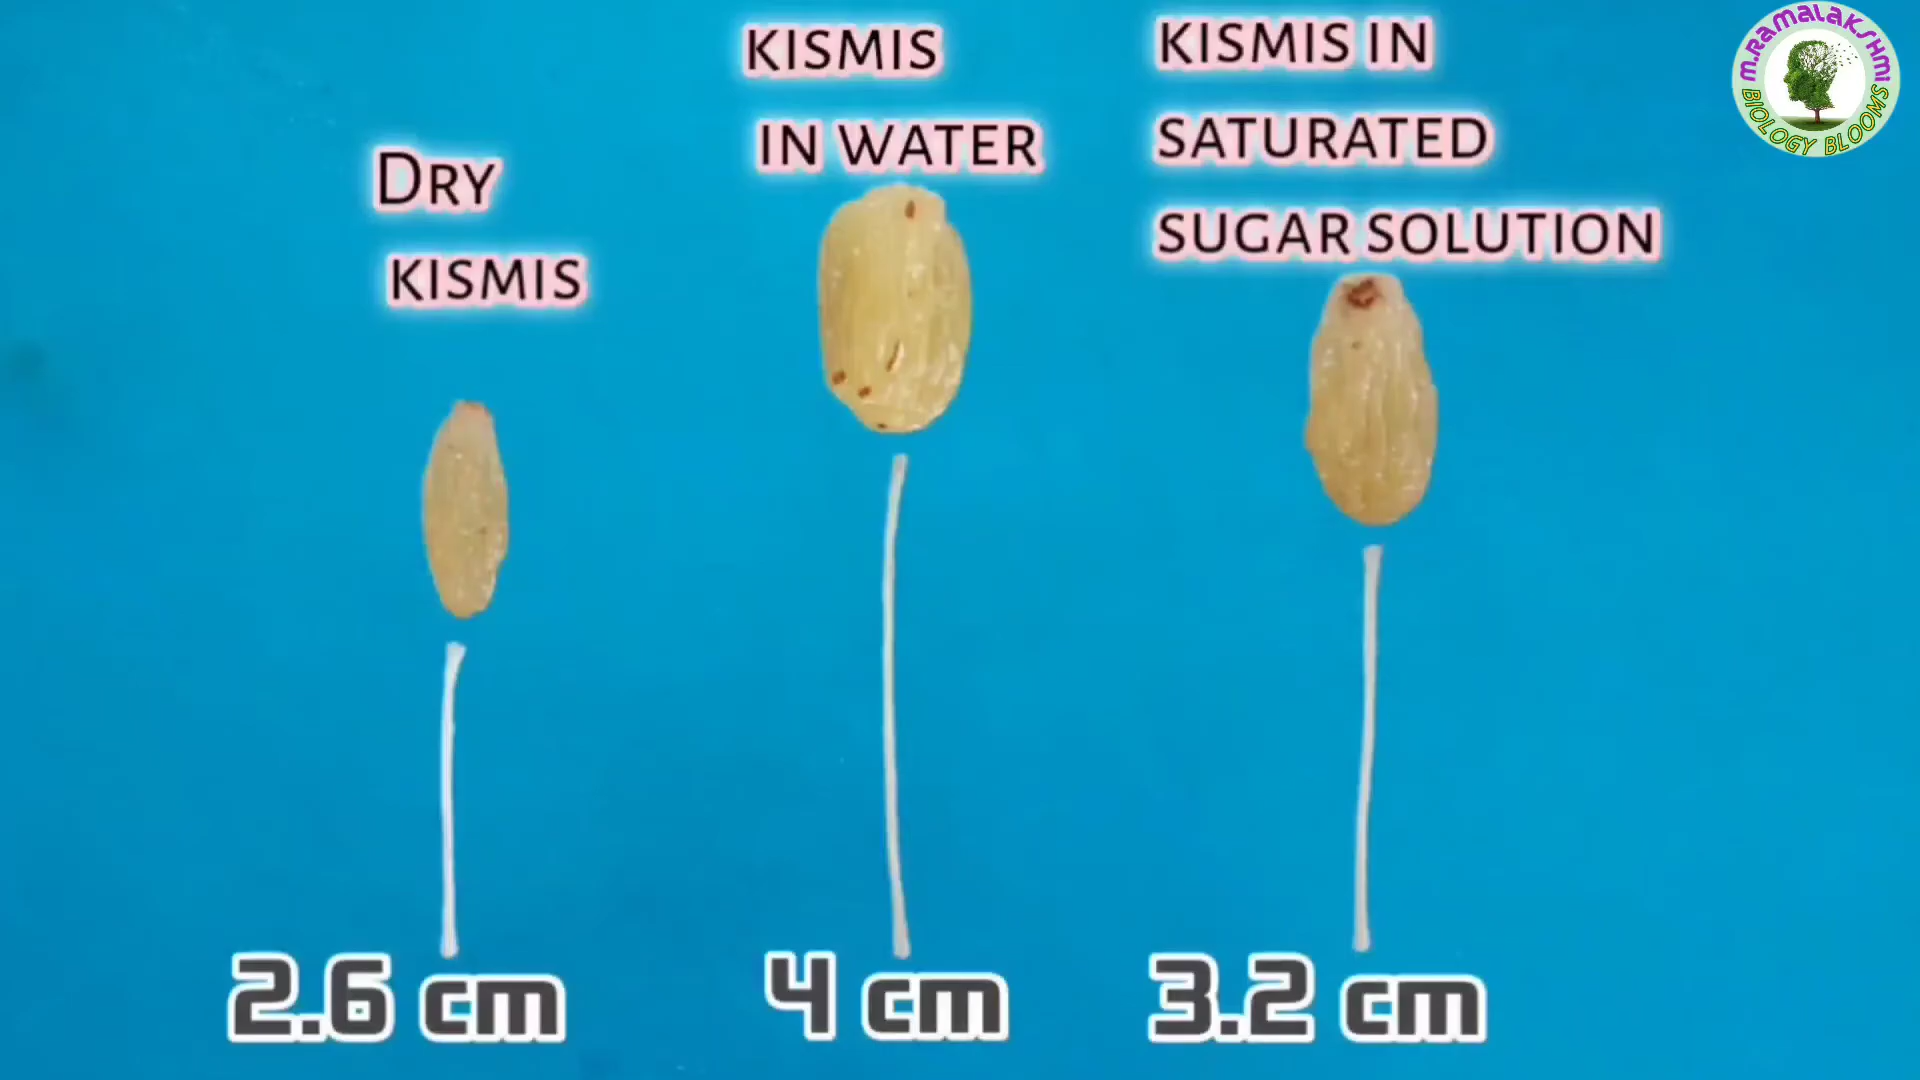 DRY
KISMIS
KISMIS
IN WATER
KISMIS IN
SATURATED
SUGAR SOLUTION
2.6 cm
4 cm
3.2 cm
M.RAMALAKSHMI
BIOLOGY BLOOMS